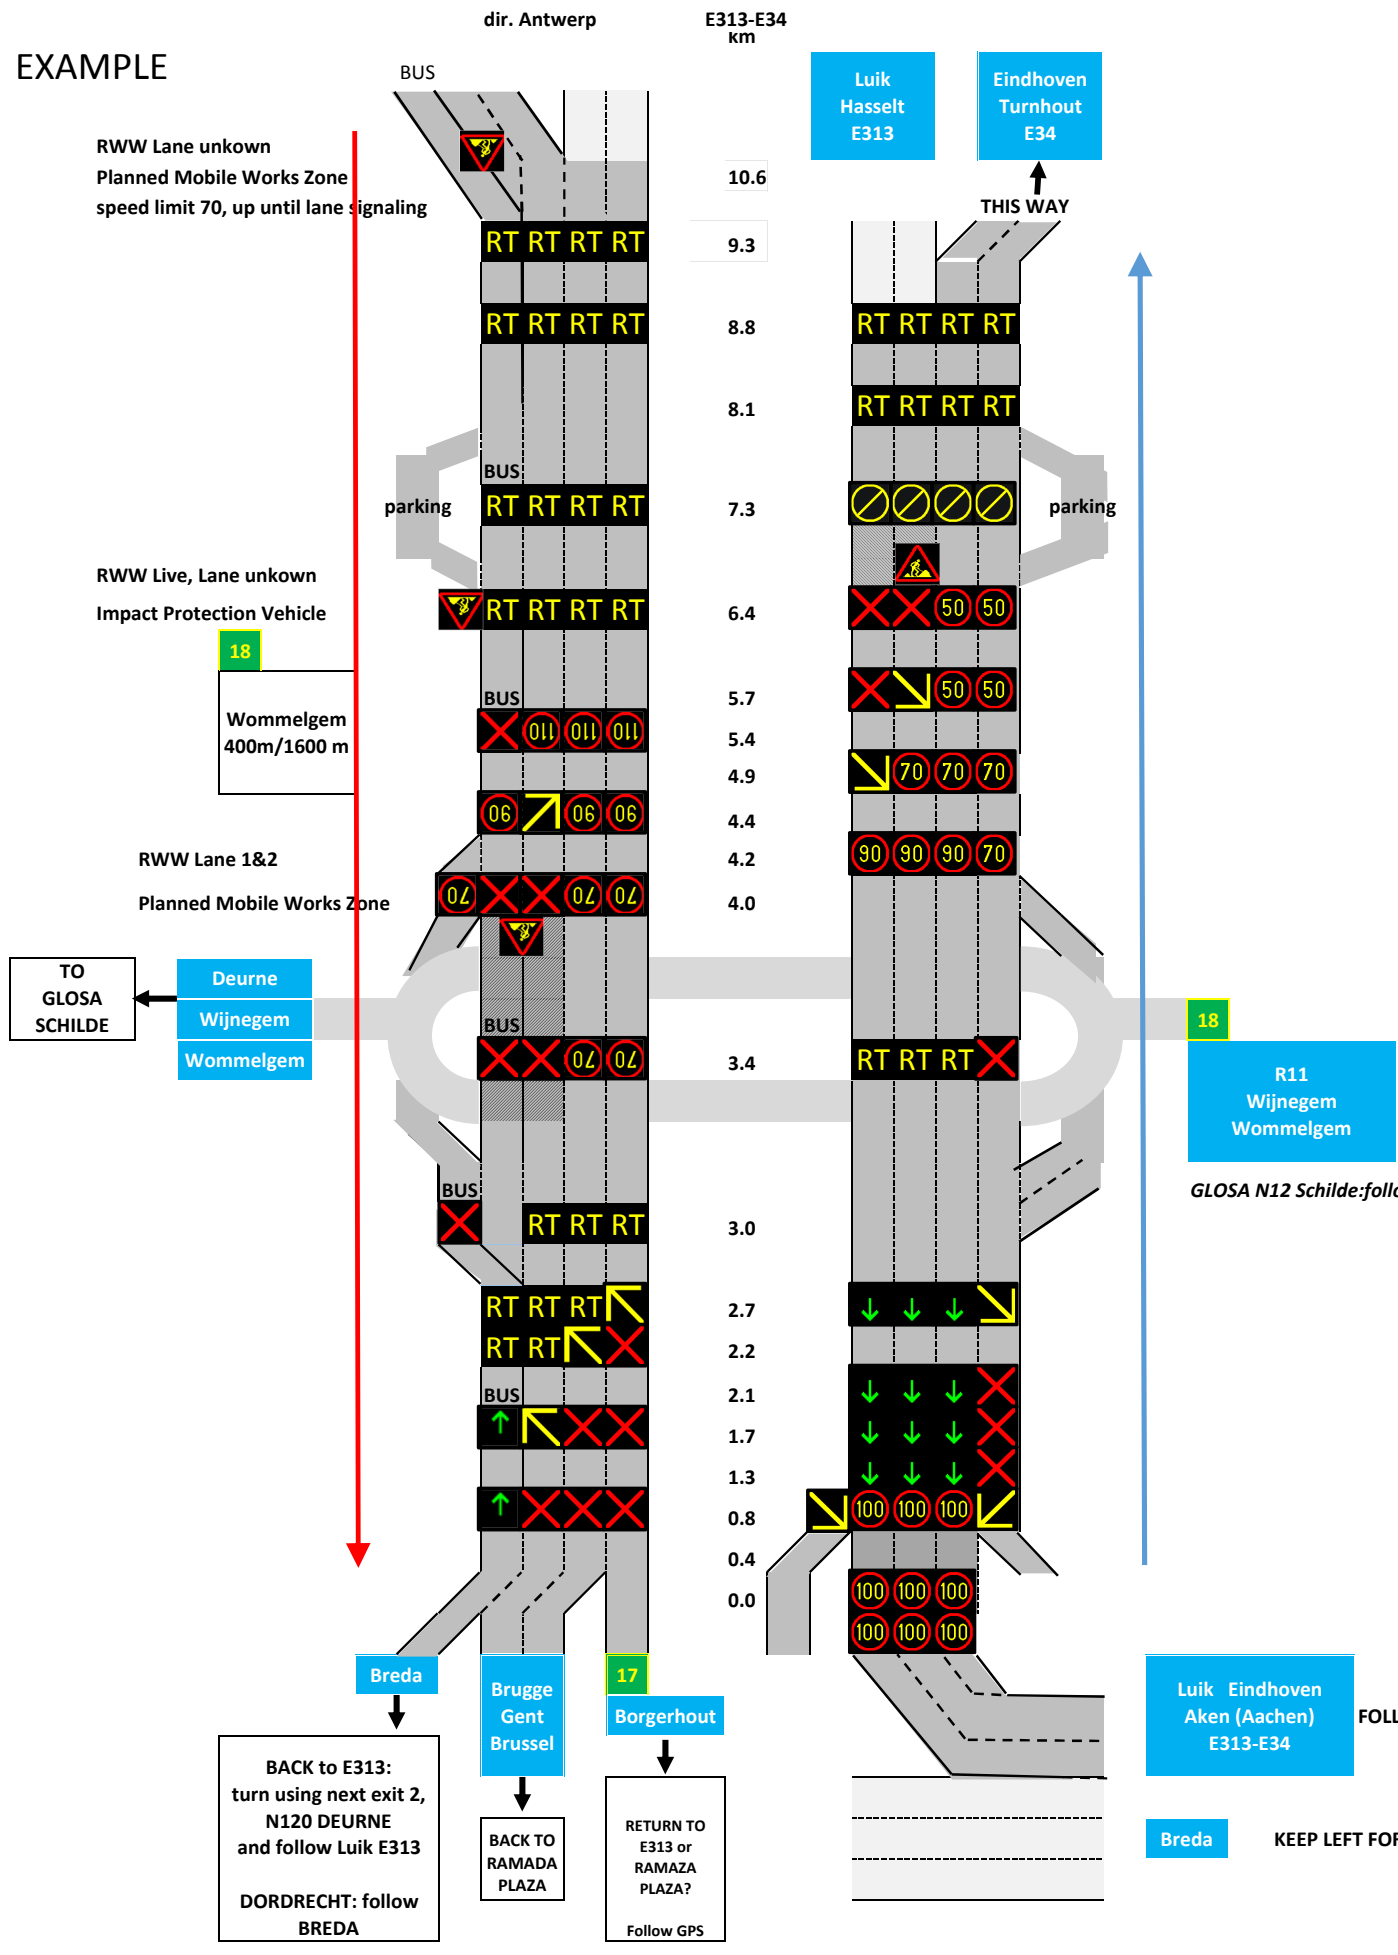 dir. Antwerp
E313-E34
км
EXAMPLE
BUS
Luik
Hasselt
E313
Eindhoven
Turnhout
E34
RWW Lane unkown
Planned Mobile Works Zone
speed limit 70, up until lane signaling
10.6
THIS WAY
RT RT RT RT
9.3
RT RT RT RT
8.8
RT RT RT RT
8.1
RT RT RT RT
BUS
parking
RT RT RT RT
7.3
parking
RWW Live, Lane unkown
Impact Protection Vehicle
RT RT RT RT
6.4
50 50
18
Wommelgem
400m/1600 m
BUS
5.7
50 50
110 110 110
5.4
4.9
70 70 70
90 90 90
4.4
RWW Lane 1&2
Planned Mobile Works Zone
4.2
90 90 90 70
70 70 70
4.0
TO
GLOSA
SCHILDE
Deurne
Wijnegem
Wommelgem
BUS
70 70
3.4
RT RT RT
18
R11
Wijnegem
Wommelgem
GLOSA N12 Schilde:follo
BUS
RT RT RT
3.0
RT RT RT
2.7
RT RT
2.2
BUS
2.1
1.7
1.3
0.8
100 100 100
0.4
0.0
100 100 100
100 100 100
Breda
BACK to E313:
turn using next exit 2,
N120 DEURNE
and follow Luik E313
DORDRECHT: follow
BREDA
Brugge
Gent
Brussel
BACK TO
RAMADA
PLAZA
17
Borgerhout
RETURN TO
E313 or
RAMAZA
PLAZA?
Follow GPS
Luik Eindhoven
Aken (Aachen)
E313-E34
FOLL
Breda
KEEP LEFT FOR